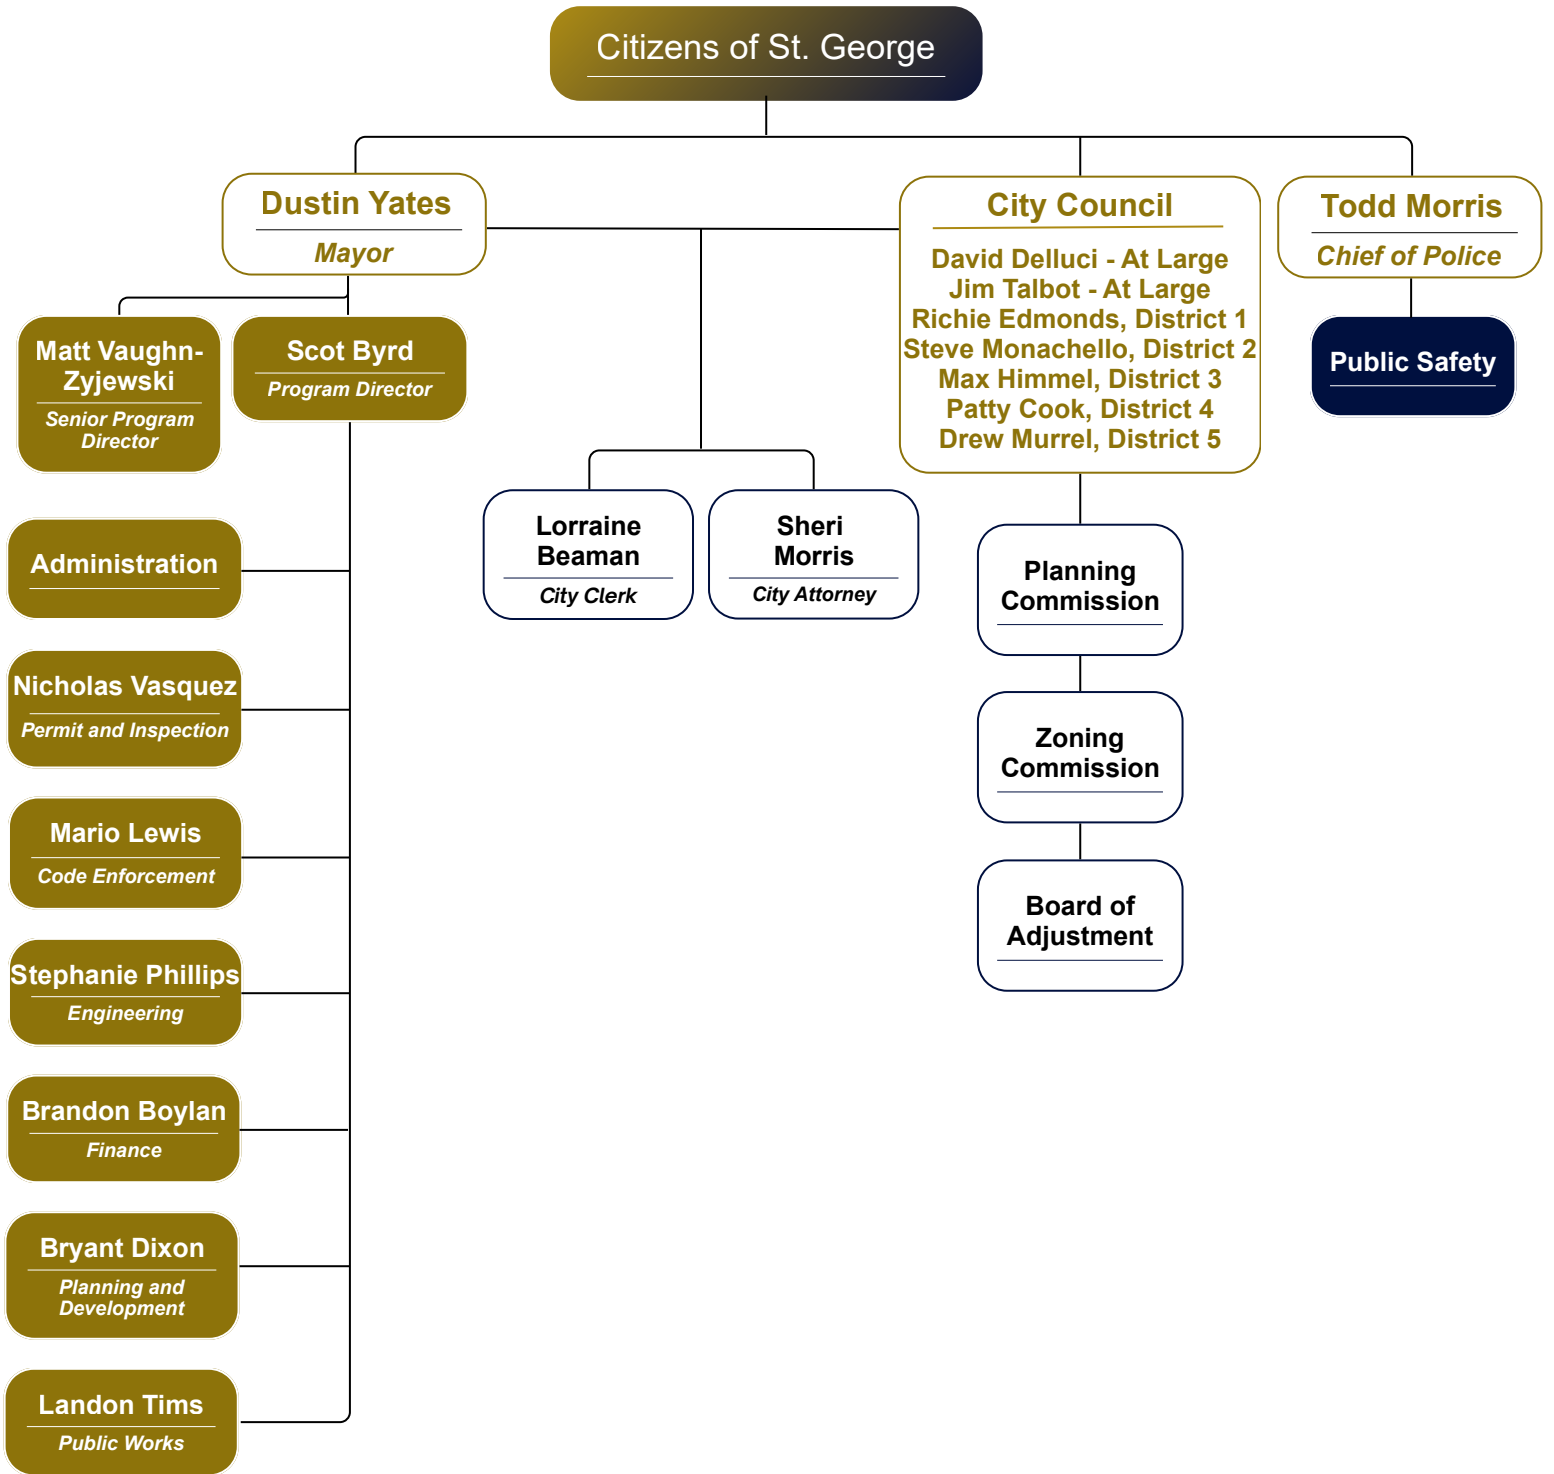 Citizens of St. George
Dustin Yates
Mayor
City Council
David Delluci - At Large
Jim Talbot - At Large
Richie Edmonds, District 1
Steve Monachello, District 2
Max Himmel, District 3
Patty Cook, District 4
Drew Murrel, District 5
Todd Morris
Chief of Police
Matt Vaughn-
Zyjewski
Senior Program
Director
Scot Byrd
Program Director
Public Safety
Lorraine
Beaman
City Clerk
Sheri
Morris
City Attorney
Planning
Commission
Zoning
Commission
Board of
Adjustment
Administration
Nicholas Vasquez
Permit and Inspection
Mario Lewis
Code Enforcement
Stephanie Phillips
Engineering
Brandon Boylan
Finance
Bryant Dixon
Planning and
Development
Landon Tims
Public Works